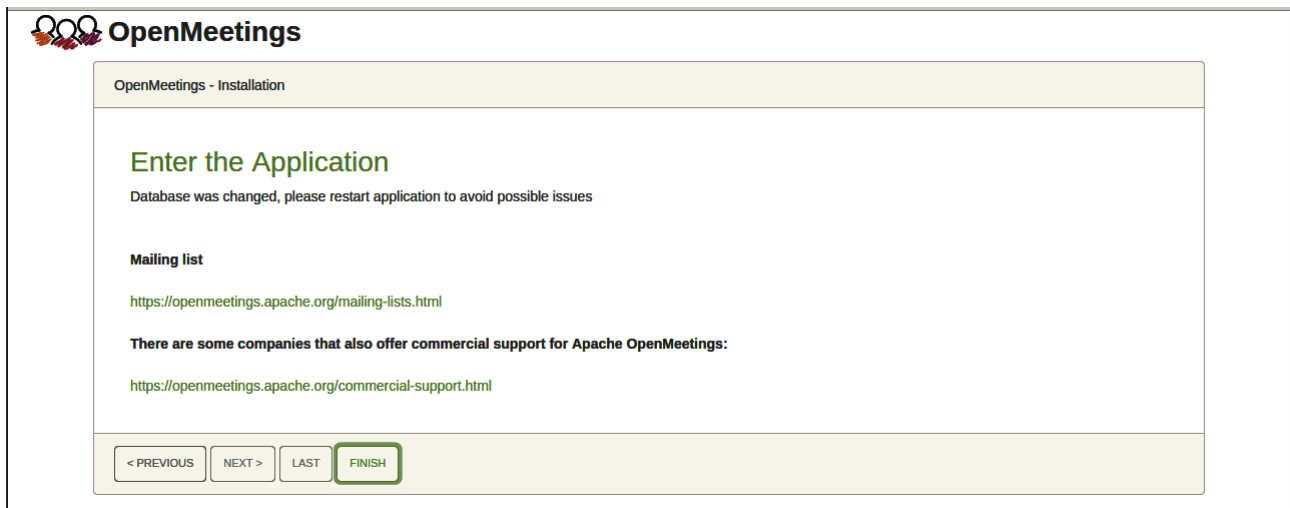 OpenMeetings
OpenMeetings - Installation
Enter the Application
Database was changed, please restart application to avoid possible issues
Mailing list
https://openmeetings.apache.org/mailing-lists.html
There are some companies that also offer commercial support for Apache OpenMeetings:
https://openmeetings.apache.org/commercial-support.html
< PREVIOUS NEXT > LAST FINISH